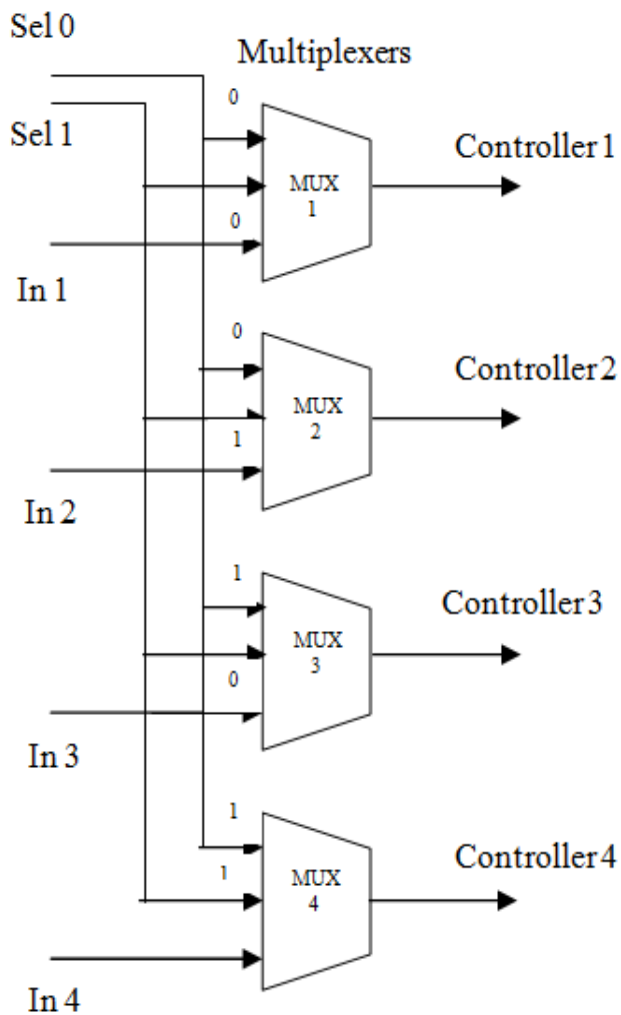 Sel 0
Multiplexers
0
Sel 1
Controller 1
MUX
1
0
In 1
0
Controller 2
MUX
2
1
In 2
1
Controller 3
MUX
3
0
In 3
1
Controller 4
1
MUX
4
In 4